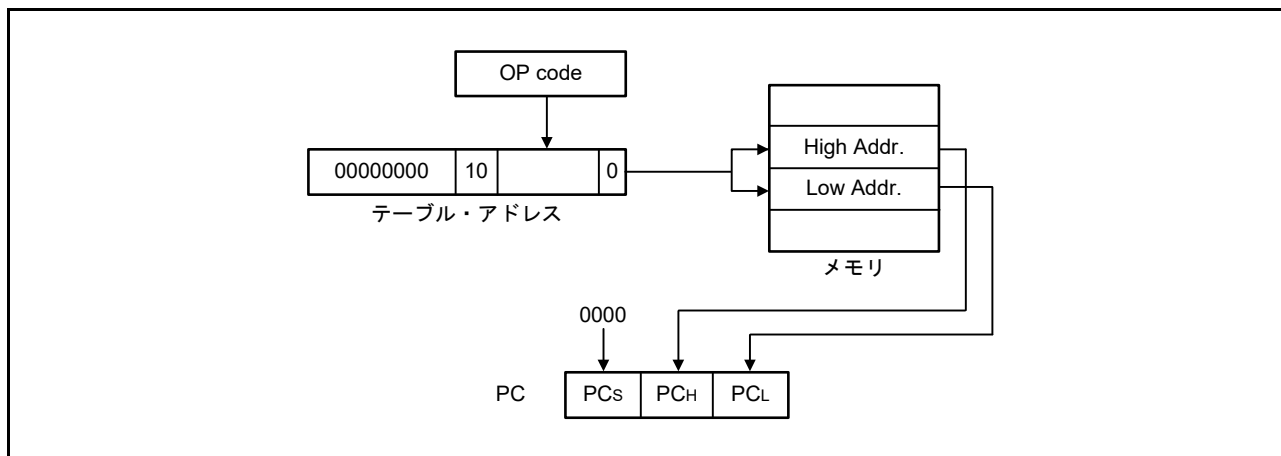 OP code
00000000 10 0
テーブル・アドレス
High Addr.
Low Addr.
メモリ
0000
PC PCS PCH PCL